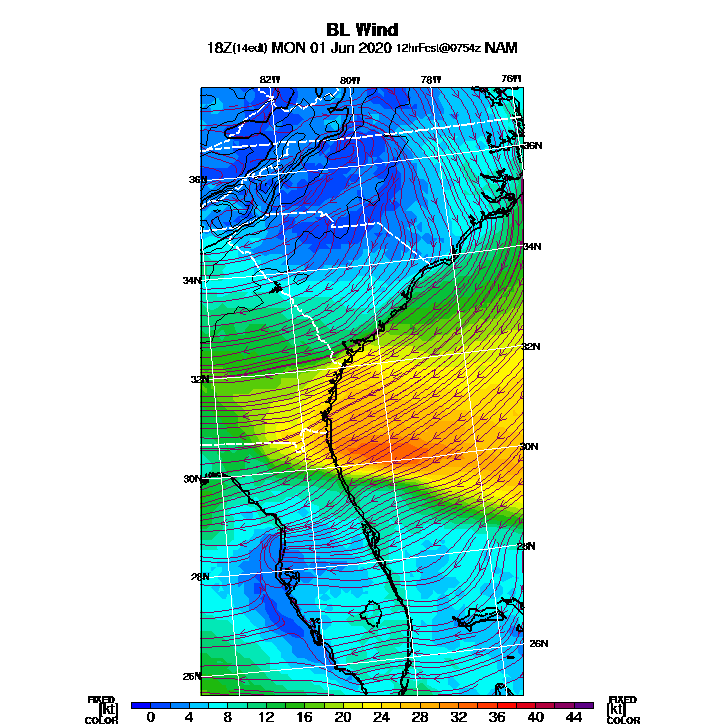 BL Wind
18Z(14edt) MON 01 Jun 2020 12hrFcst@0754z NAM
82W 80W 78W 76W
36N
36N
34N
34N
32N
32N
30N
30N
28N
28N
26N
26N
FIXED FIXED
[kt] 0 4 8 12 16 20 24 28 32 36 40 44 [kt]
COLOR COLOR